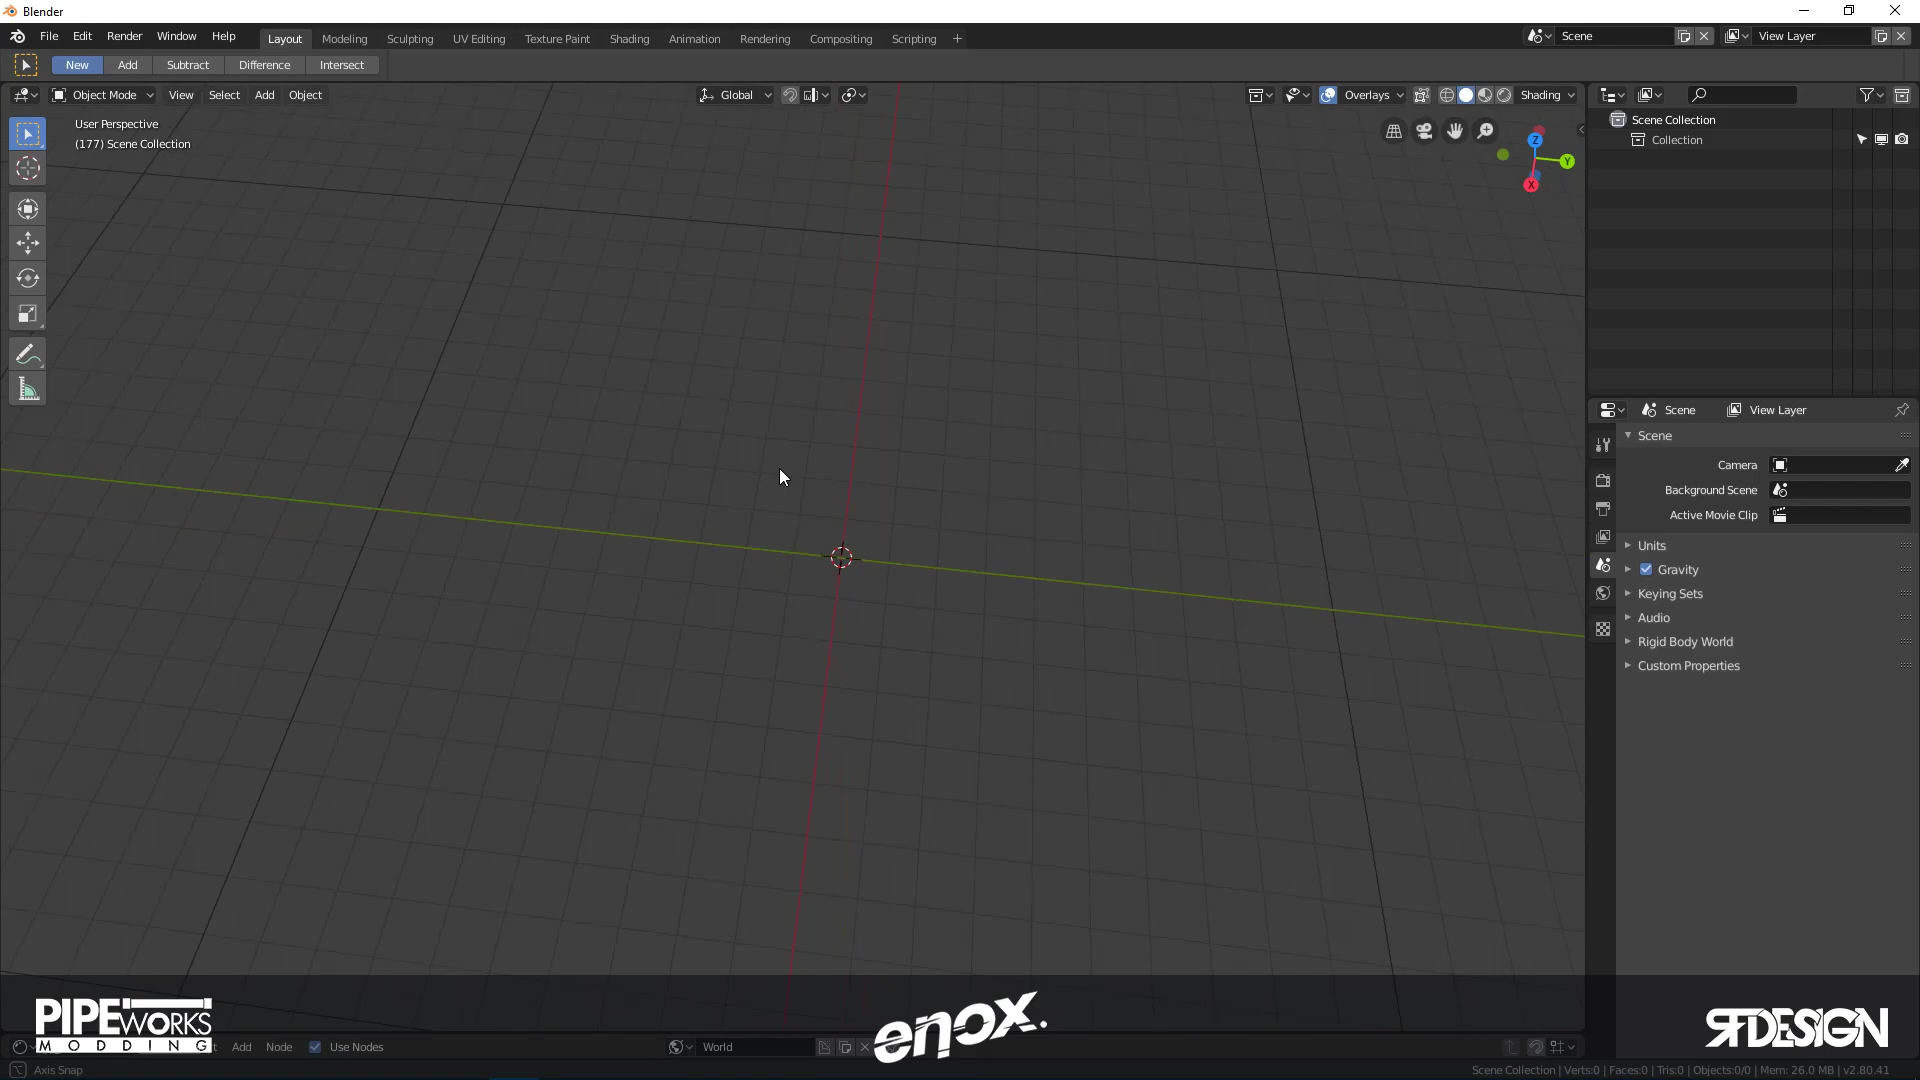 Blender
File Edit Render Window Help Layout Modeling Sculpting UV Editing Texture Paint Shading Animation Rendering Compositing Scripting + Scene View Layer
New Add Subtract Difference Intersect
Object Mode View Select Add Object Global Overlays Shading
User Perspective
(177) Scene Collection
Z
Y
X
Scene Collection
Collection
Scene View Layer
Scene
Camera
Background Scene
Active Movie Clip
Units
Gravity
Keying Sets
Audio
Rigid Body World
Custom Properties
PIPEWORKS
MODDING
enox.
SRDESIGN
Add Node Use Nodes World
Axis Snap
Scene Collection | Verts:0 | Faces:0 | Tris:0 | Objects:0/0 | Mem: 26.0 MB | v2.80.41